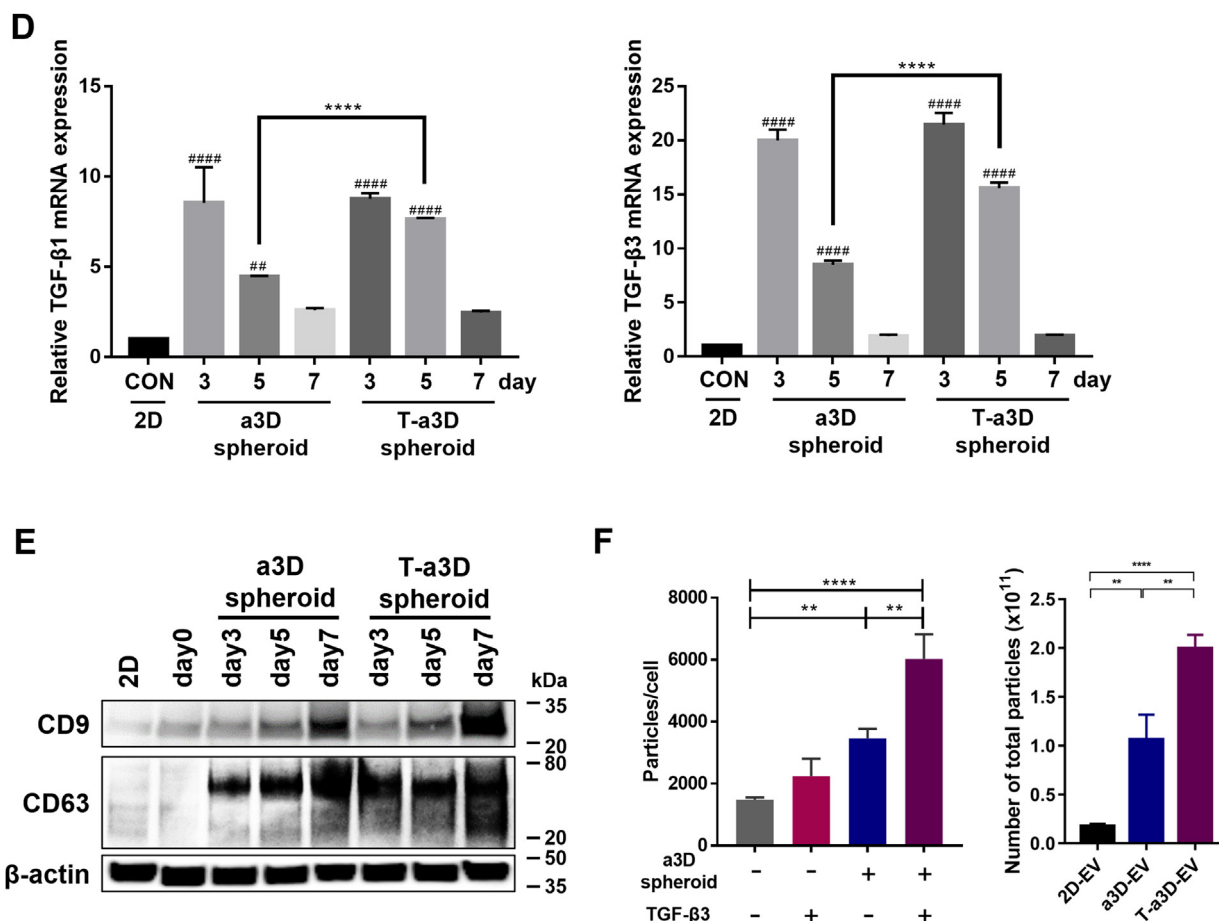 D
Relative TGF-β1 mRNA expression
15
10
5
0
####
##
####
####
****
CON 3 5 7 3 5 7 day
2D a3D spheroid T-a3D spheroid
Relative TGF-β3 mRNA expression
25
20
15
10
5
0
####
####
####
####
****
CON 3 5 7 3 5 7 day
2D a3D spheroid T-a3D spheroid
E
a3D spheroid T-a3D spheroid
2D day0 day3 day5 day7 day3 day5 day7 kDa
CD9
35
20
CD63
80
20
β-actin
50
35
F
Particles/cell
8000
6000
4000
2000
0
****
** **
a3D spheroid – – + +
TGF-β3 – + – +
Number of total particles (x10¹¹)
2.5
2.0
1.5
1.0
0.5
0.0
****
** **
2D-EV a3D-EV T-a3D-EV